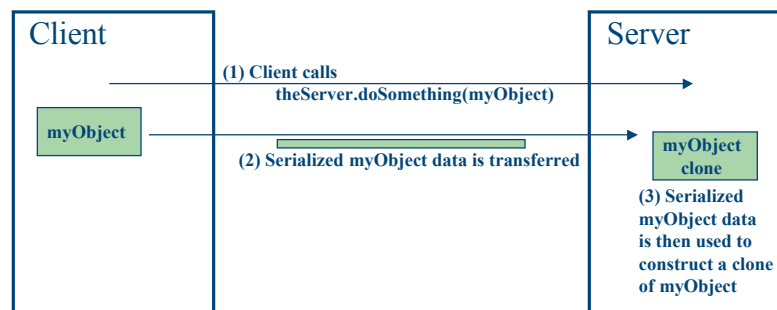 Client
Server
(1) Client calls
theServer.doSomething(myObject)
myObject
(2) Serialized myObject data is transferred
myObject
clone
(3) Serialized
myObject data
is then used to
construct a clone
of myObject